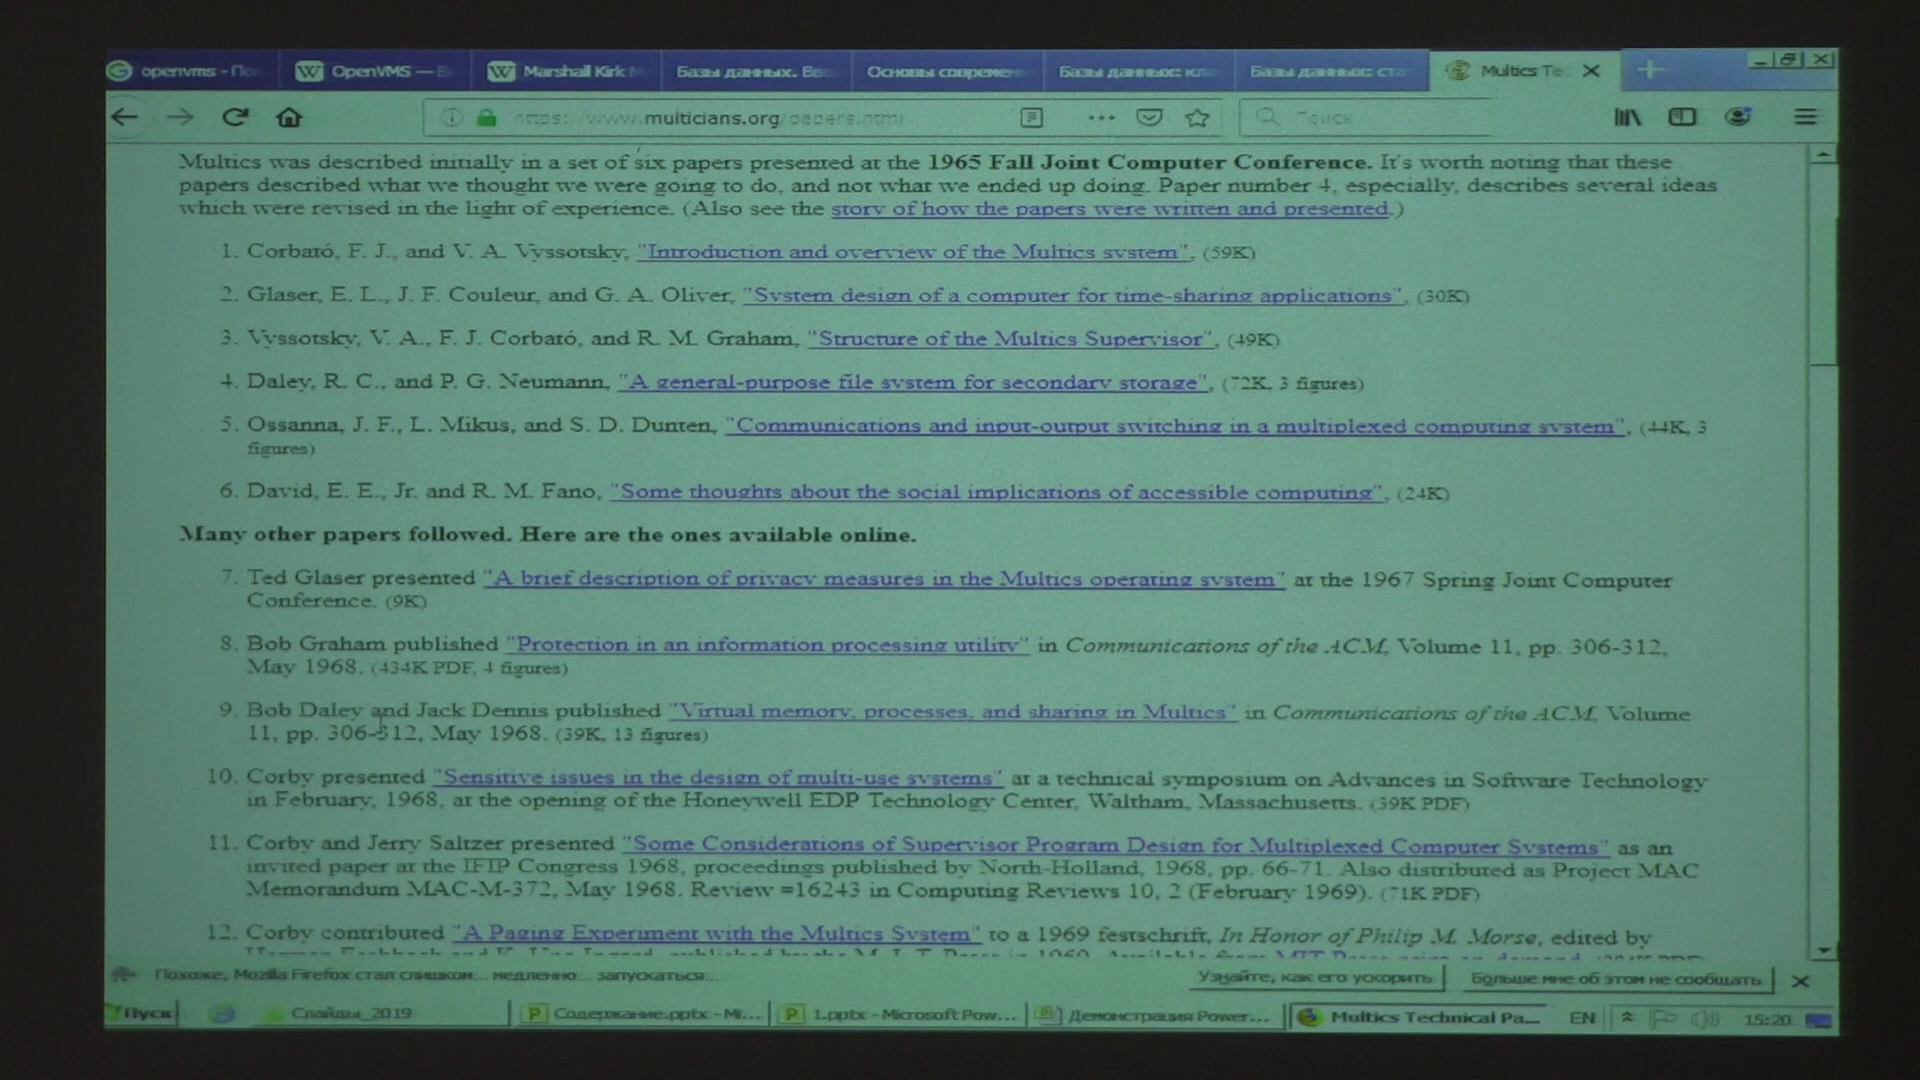 openvms - По
OpenVMS — В
Marshall Kirk M
Базы данных. Вве
Основы современн
Базы данных: кл
Базы данных: ста
Multics Tec
https://www.multicians.org/papers.html
Поиск
Multics was described initially in a set of six papers presented at the 1965 Fall Joint Computer Conference. It's worth noting that these
papers described what we thought we were going to do, and not what we ended up doing. Paper number 4, especially, describes several ideas
which were revised in the light of experience. (Also see the story of how the papers were written and presented.)
1. Corbató, F. J., and V. A. Vyssotsky, "Introduction and overview of the Multics system", (59K)
2. Glaser, E. L., J. F. Couleur, and G. A. Oliver, "System design of a computer for time-sharing applications", (30K)
3. Vyssotsky, V. A., F. J. Corbató, and R. M. Graham, "Structure of the Multics Supervisor", (49K)
4. Daley, R. C., and P. G. Neumann, "A general-purpose file system for secondary storage", (72K, 3 figures)
5. Ossanna, J. F., L. Mikus, and S. D. Dunten, "Communications and input-output switching in a multiplexed computing system", (44K, 3
figures)
6. David, E. E., Jr. and R. M. Fano, "Some thoughts about the social implications of accessible computing", (24K)
Many other papers followed. Here are the ones available online.
7. Ted Glaser presented "A brief description of privacy measures in the Multics operating system" at the 1967 Spring Joint Computer
Conference. (9K)
8. Bob Graham published "Protection in an information processing utility" in Communications of the ACM, Volume 11, pp. 306-312,
May 1968. (434K PDF, 4 figures)
9. Bob Daley and Jack Dennis published "Virtual memory, processes, and sharing in Multics" in Communications of the ACM, Volume
11, pp. 306-312, May 1968. (39K, 13 figures)
10. Corby presented "Sensitive issues in the design of multi-use systems" at a technical symposium on Advances in Software Technology
in February, 1968, at the opening of the Honeywell EDP Technology Center, Waltham, Massachusetts. (39K PDF)
11. Corby and Jerry Saltzer presented "Some Considerations of Supervisor Program Design for Multiplexed Computer Systems" as an
invited paper at the IFIP Congress 1968, proceedings published by North-Holland, 1968, pp. 66-71. Also distributed as Project MAC
Memorandum MAC-M-372, May 1968. Review #16243 in Computing Reviews 10, 2 (February 1969). (71K PDF)
12. Corby contributed "A Paging Experiment with the Multics System" to a 1969 festschrift, In Honor of Philip M. Morse, edited by
Похоже, Mozilla Firefox стал слишком... медленно... запускаться...
Узнайте, как его ускорить
Больше мне об этом не сообщать
Пуск
Слайды_2019
Содержание.pptx - Mi...
1.pptx - Microsoft Pow...
Демонстрация Power...
Multics Technical Pa...
EN
15:20